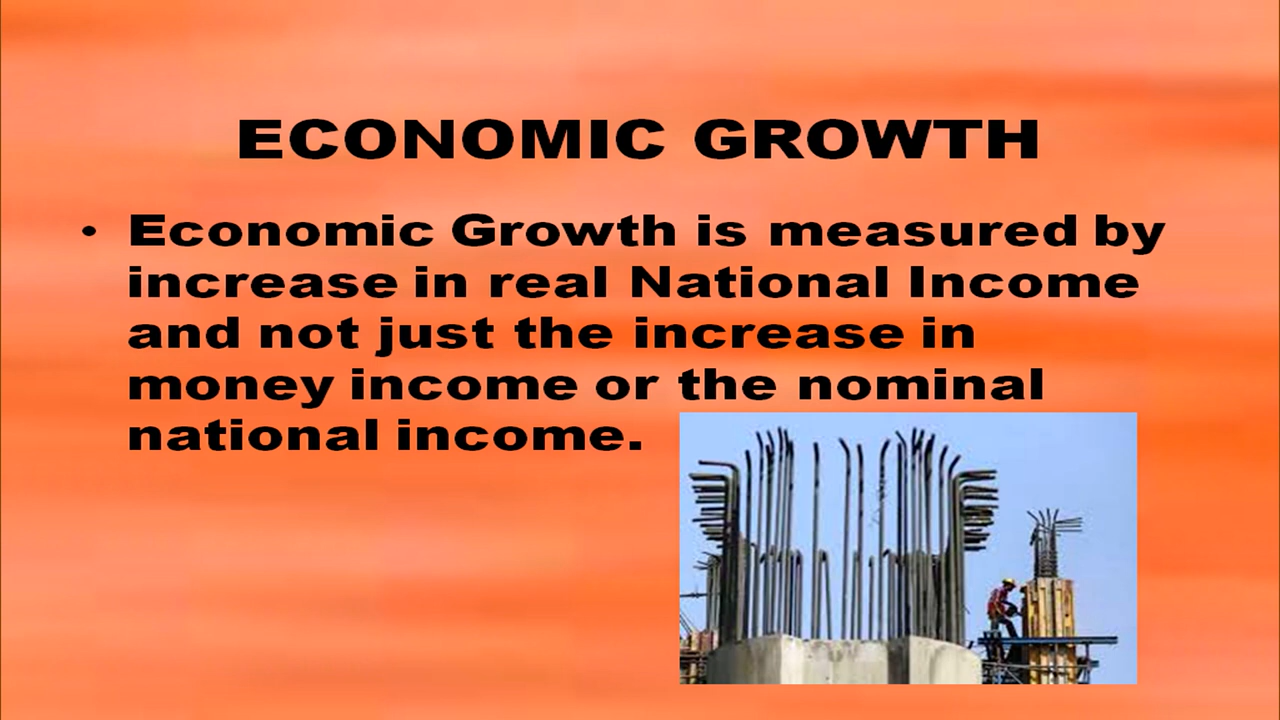 ECONOMIC GROWTH
• Economic Growth is measured by
increase in real National Income
and not just the increase in
money income or the nominal
national income.